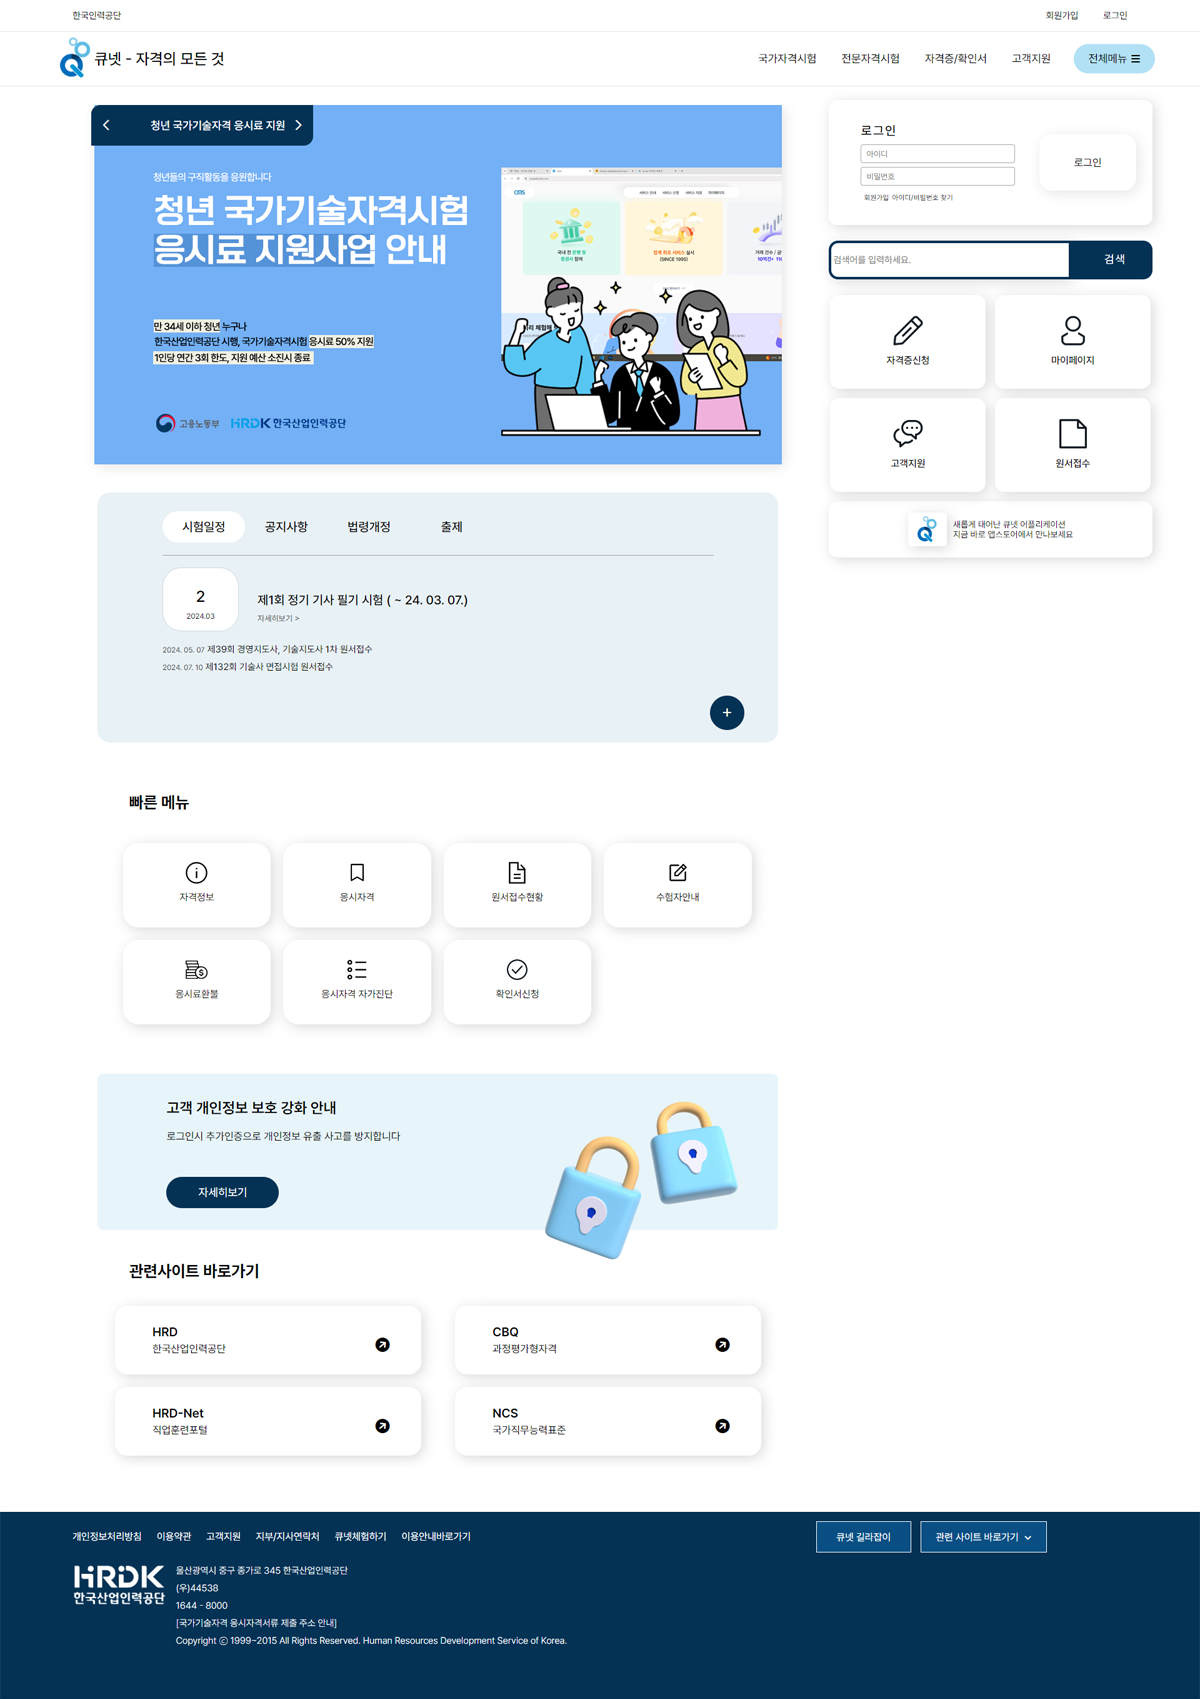 한국인력공단
회원가입 로그인
큐넷 - 자격의 모든 것
국가자격시험 전문자격시험 자격증/확인서 고객지원 전체메뉴
청년 국가기술자격 응시료 지원
청년들의 구직활동을 응원합니다
청년 국가기술자격시험
응시료 지원사업 안내
만 34세 이하 청년 누구나
한국산업인력공단 시행, 국가기술자격시험 응시료 50% 지원
1인당 연간 3회 한도, 지원 예산 소진시 종료
고용노동부 HRDK 한국산업인력공단
로그인
아이디
비밀번호
회원가입 아이디/비밀번호 찾기
로그인
검색어를 입력하세요.
검색
자격증신청
마이페이지
고객지원
원서접수
새롭게 태어난 큐넷 어플리케이션
지금 바로 앱스토어에서 만나보세요
시험일정 공지사항 법령개정 출제
2
2024.03
제1회 정기 기사 필기 시험 ( ~ 24. 03. 07.)
자세히보기 >
2024. 05. 07 제39회 경영지도사, 기술지도사 1차 원서접수
2024. 07. 10 제132회 기술사 면접시험 원서접수
+
빠른 메뉴
자격정보
응시자격
원서접수현황
수험자안내
응시료환불
응시자격 자가진단
확인서신청
고객 개인정보 보호 강화 안내
로그인시 추가인증으로 개인정보 유출 사고를 방지합니다
자세히보기
관련사이트 바로가기
HRD
한국산업인력공단
CBQ
과정평가형자격
HRD-Net
직업훈련포털
NCS
국가직무능력표준
개인정보처리방침 이용약관 고객지원 지부/지사연락처 큐넷체험하기 이용안내바로가기
큐넷 길라잡이
관련 사이트 바로가기
HRDK
한국산업인력공단
울산광역시 중구 종가로 345 한국산업인력공단
(우)44538
1644 - 8000
[국가기술자격 응시자격서류 제출 주소 안내]
Copyright ⓒ 1999~2015 All Rights Reserved. Human Resources Development Service of Korea.